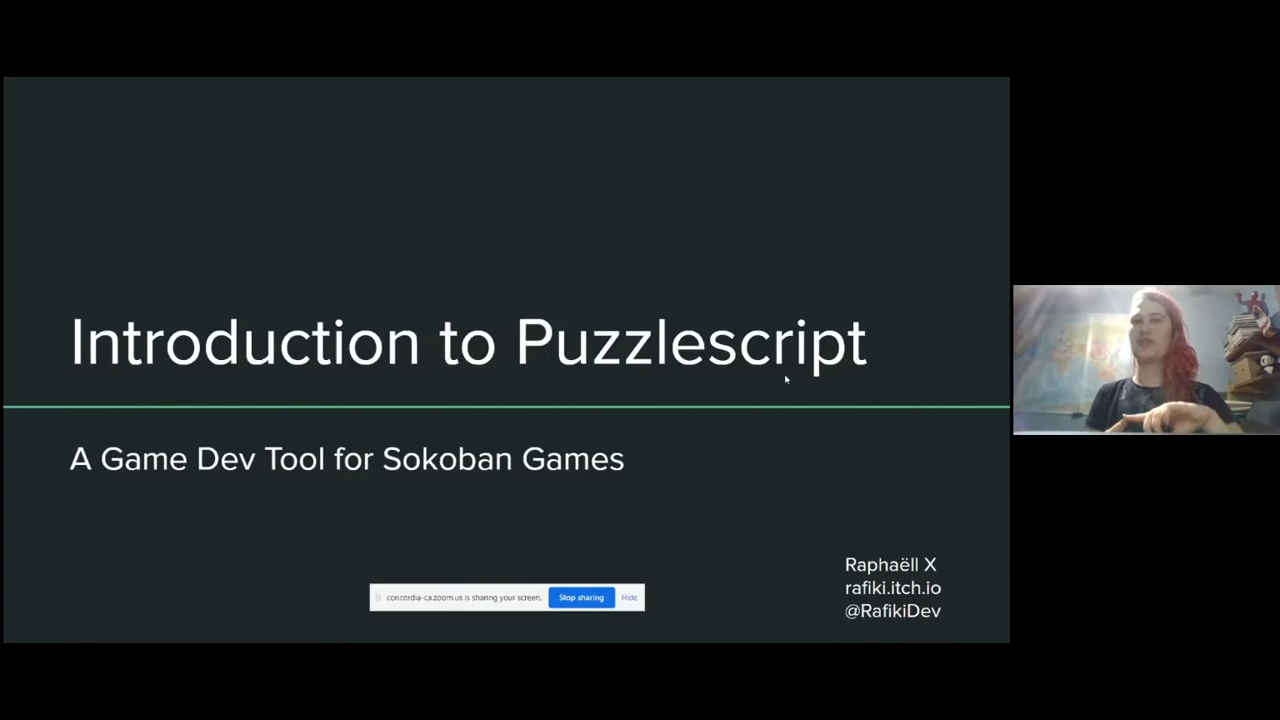 Introduction to Puzzlescript
A Game Dev Tool for Sokoban Games
Raphaëll X
rafiki.itch.io
@RafikiDev
concordia-ca.zoom.us is sharing your screen.
Stop sharing
Hide